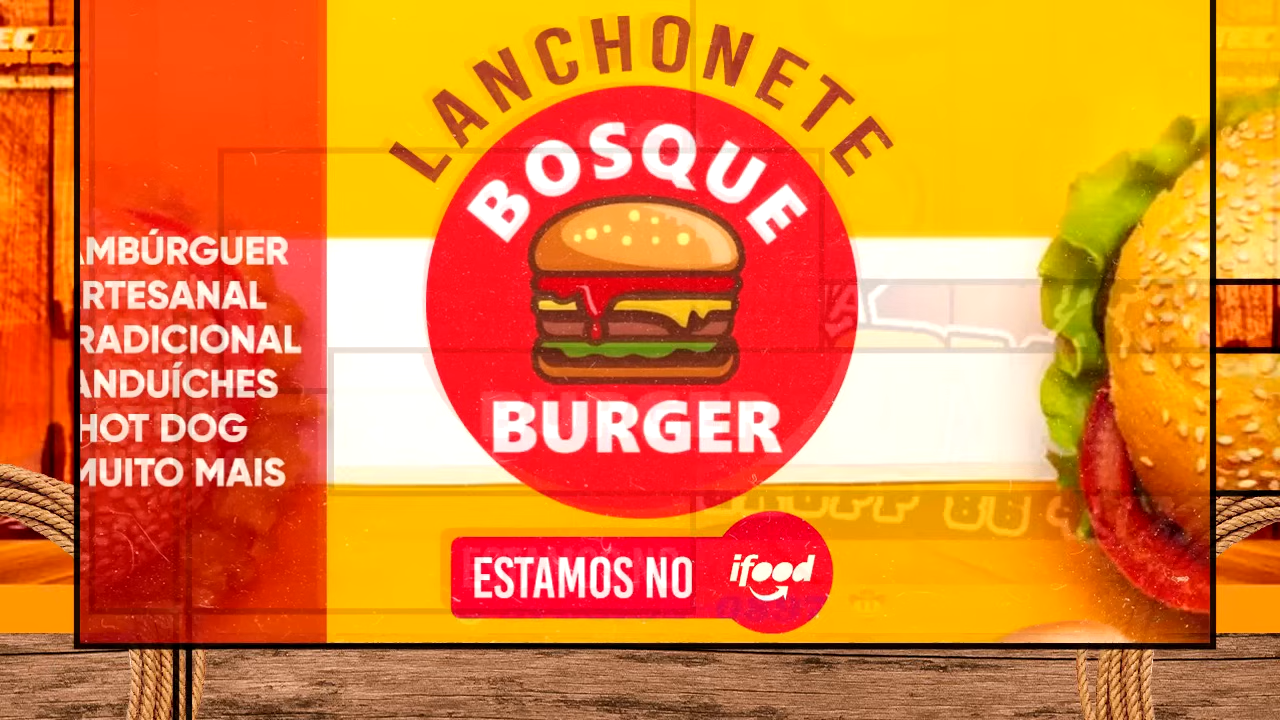 LANCHONETE
BOSQUE
BURGER
AMBÚRGUER
RTESANAL
RADICIONAL
ANDUÍCHES
HOT DOG
MUITO MAIS
ESTAMOS NO ifood